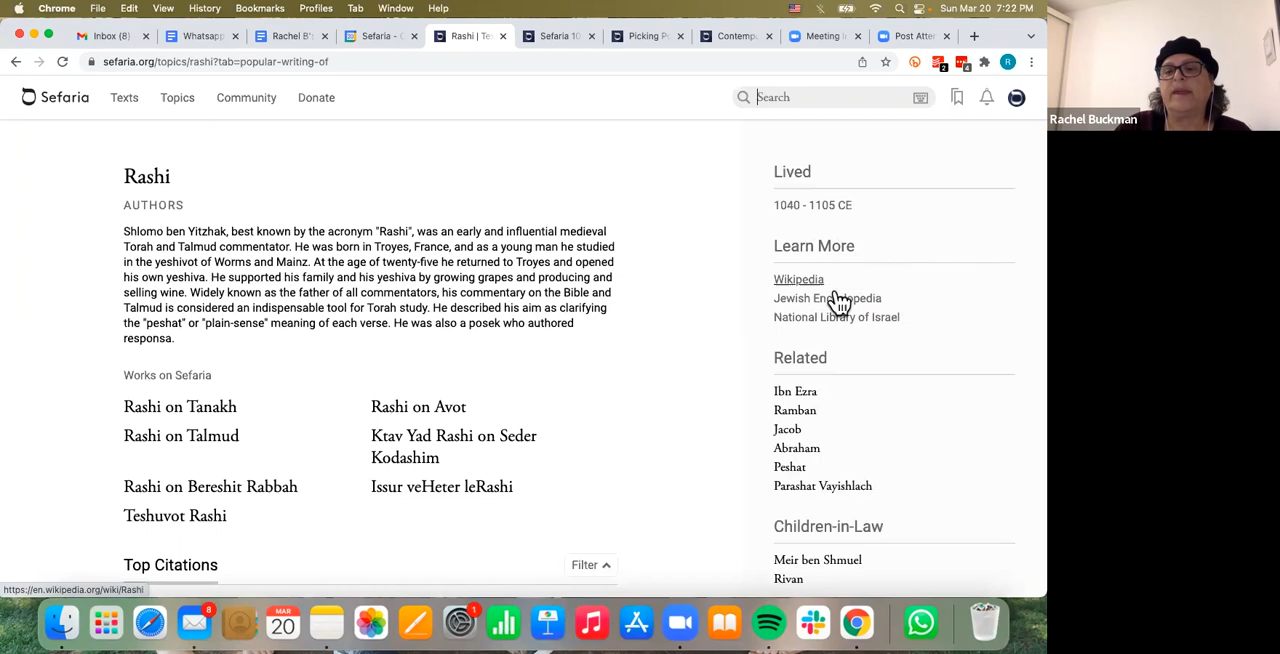 Chrome File Edit View History Bookmarks Profiles Tab Window Help Sun Mar 20 7:22 PM
Inbox (8) Whatsapp Rachel B's Sefaria - Rashi | Te Sefaria 10 Picking P Contemp Meeting I Post Atte
sefaria.org/topics/rashi?tab=popular-writing-of
2 4 R
Sefaria Texts Topics Community Donate Search
Rachel Buckman
Rashi
AUTHORS
Shlomo ben Yitzhak, best known by the acronym "Rashi", was an early and influential medieval
Torah and Talmud commentator. He was born in Troyes, France, and as a young man he studied
in the yeshivot of Worms and Mainz. At the age of twenty-five he returned to Troyes and opened
his own yeshiva. He supported his family and his yeshiva by growing grapes and producing and
selling wine. Widely known as the father of all commentators, his commentary on the Bible and
Talmud is considered an indispensable tool for Torah study. He described his aim as clarifying
the "peshat" or "plain-sense" meaning of each verse. He was also a posek who authored
responsa.
Works on Sefaria
Rashi on Tanakh
Rashi on Avot
Rashi on Talmud
Ktav Yad Rashi on Seder
Kodashim
Rashi on Bereshit Rabbah
Issur veHeter leRashi
Teshuvot Rashi
Top Citations
Filter
Lived
1040 - 1105 CE
Learn More
Wikipedia
Jewish Encyclopedia
National Library of Israel
Related
Ibn Ezra
Ramban
Jacob
Abraham
Peshat
Parashat Vayishlach
Children-in-Law
Meir ben Shmuel
Rivan
https://en.wikipedia.org/wiki/Rashi
8
MAR
20
1